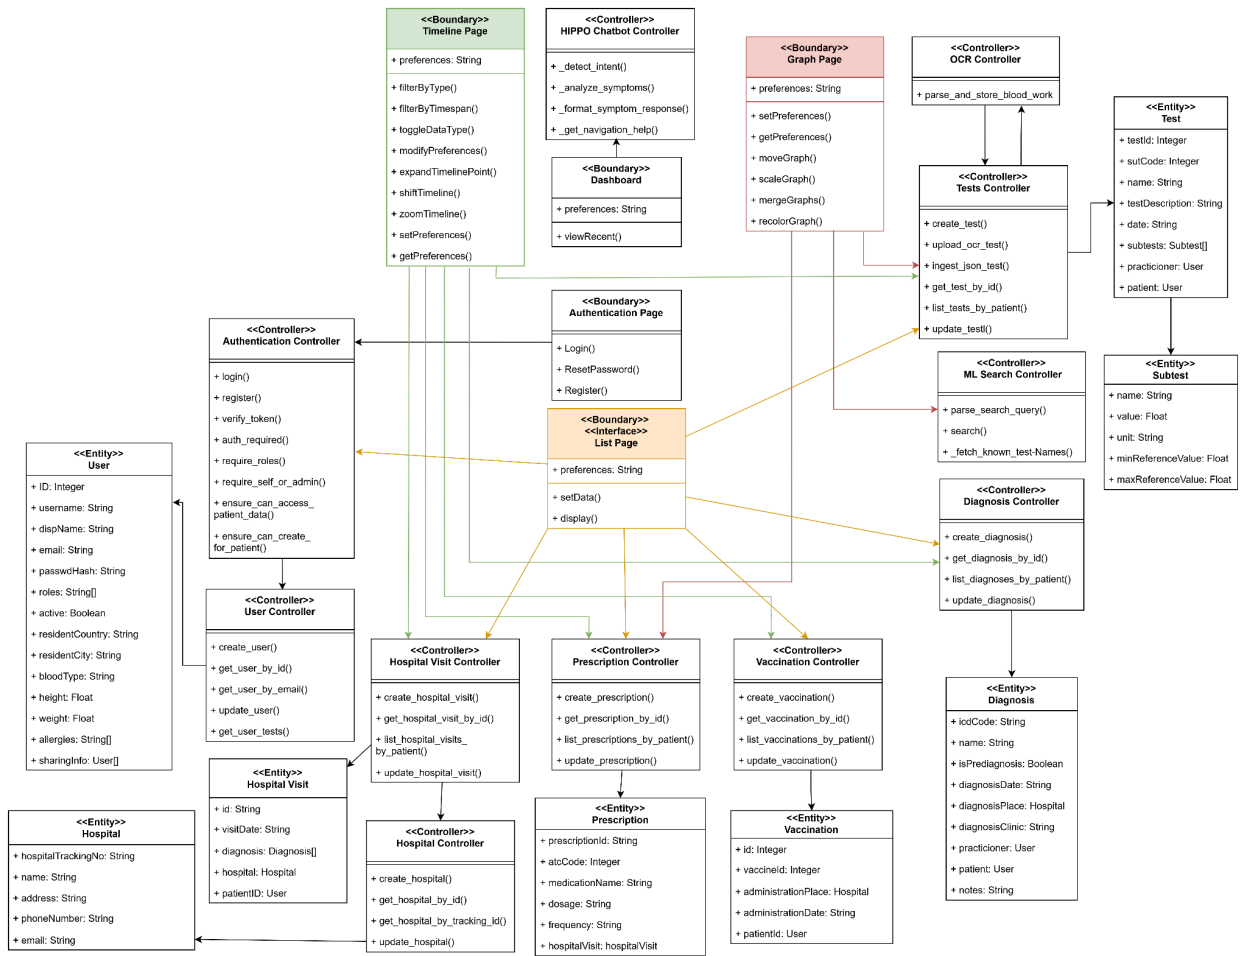 <<Boundary>>
Timeline Page
+ preferences: String
+ filterByType()
+ filterByTimespan()
+ toggleDataType()
+ modifyPreferences()
+ expandTimelinePoint()
+ shiftTimeline()
+ zoomTimeline()
+ setPreferences()
+ getPreferences()
<<Controller>>
HIPPO Chatbot Controller
+ _detect_intent()
+ _analyze_symptoms()
+ _format_symptom_response()
+ _get_navigation_help()
<<Boundary>>
Dashboard
+ preferences: String
+ viewRecent()
<<Boundary>>
Graph Page
+ preferences: String
+ setPreferences()
+ getPreferences()
+ moveGraph()
+ scaleGraph()
+ mergeGraphs()
+ recolorGraph()
<<Controller>>
OCR Controller
+ parse_and_store_blood_work
<<Entity>>
Test
+ testId: Integer
+ sutCode: Integer
+ name: String
+ testDescription: String
+ date: String
+ subtests: Subtest[]
+ practicioner: User
+ patient: User
<<Controller>>
Tests Controller
+ create_test()
+ upload_ocr_test()
+ ingest_json_test()
+ get_test_by_id()
+ list_tests_by_patient()
+ update_testl()
<<Boundary>>
Authentication Page
+ Login()
+ ResetPassword()
+ Register()
<<Controller>>
Authentication Controller
+ login()
+ register()
+ verify_token()
+ auth_required()
+ require_roles()
+ require_self_or_admin()
+ ensure_can_access_
patient_data()
+ ensure_can_create_
for_patient()
<<Controller>>
ML Search Controller
+ parse_search_query()
+ search()
+ _fetch_known_test-Names()
<<Entity>>
Subtest
+ name: String
+ value: Float
+ unit: String
+ minReferenceValue: Float
+ maxReferenceValue: Float
<<Boundary>>
<<Interface>>
List Page
+ preferences: String
+ setData()
+ display()
<<Entity>>
User
+ ID: Integer
+ username: String
+ dispName: String
+ email: String
+ passwdHash: String
+ roles: String[]
+ active: Boolean
+ residentCountry: String
+ residentCity: String
+ bloodType: String
+ height: Float
+ weight: Float
+ allergies: String[]
+ sharingInfo: User[]
<<Controller>>
Diagnosis Controller
+ create_diagnosis()
+ get_diagnosis_by_id()
+ list_diagnoses_by_patient()
+ update_diagnosis()
<<Controller>>
User Controller
+ create_user()
+ get_user_by_id()
+ get_user_by_email()
+ update_user()
+ get_user_tests()
<<Controller>>
Hospital Visit Controller
+ create_hospital_visit()
+ get_hospital_visit_by_id()
+ list_hospital_visits_
by_patient()
+ update_hospital_visit()
<<Controller>>
Prescription Controller
+ create_prescription()
+ get_prescription_by_id()
+ list_prescriptions_by_patient()
+ update_prescription()
<<Controller>>
Vaccination Controller
+ create_vaccination()
+ get_vaccination_by_id()
+ list_vaccinations_by_patient()
+ update_vaccination()
<<Entity>>
Diagnosis
+ icdCode: String
+ name: String
+ isPrediagnosis: Boolean
+ diagnosisDate: String
+ diagnosisPlace: Hospital
+ diagnosisClinic: String
+ practicioner: User
+ patient: User
+ notes: String
<<Entity>>
Hospital Visit
+ id: String
+ visitDate: String
+ diagnosis: Diagnosis[]
+ hospital: Hospital
+ patientID: User
<<Entity>>
Hospital
+ hospitalTrackingNo: String
+ name: String
+ address: String
+ phoneNumber: String
+ email: String
<<Controller>>
Hospital Controller
+ create_hospital()
+ get_hospital_by_id()
+ get_hospital_by_tracking_id()
+ update_hospital()
<<Entity>>
Prescription
+ prescriptionId: String
+ atcCode: Integer
+ medicationName: String
+ dosage: String
+ frequency: String
+ hospitalVisit: hospitalVisit
<<Entity>>
Vaccination
+ id: Integer
+ vaccineId: Integer
+ administrationPlace: Hospital
+ administrationDate: String
+ patientId: User